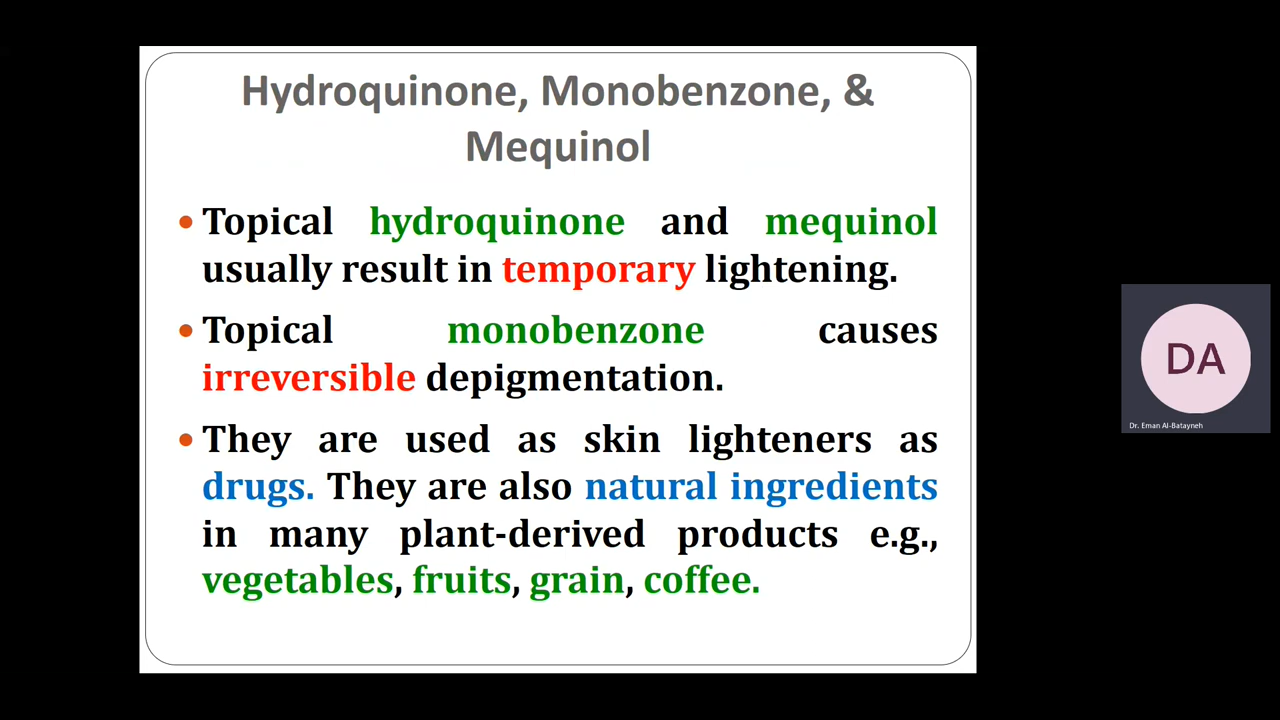 Hydroquinone, Monobenzone, &
Mequinol
• Topical hydroquinone and mequinol
usually result in temporary lightening.
• Topical monobenzone causes
irreversible depigmentation.
• They are used as skin lighteners as
drugs. They are also natural ingredients
in many plant-derived products e.g.,
vegetables, fruits, grain, coffee.
DA
Dr. Eman Al-Batayneh